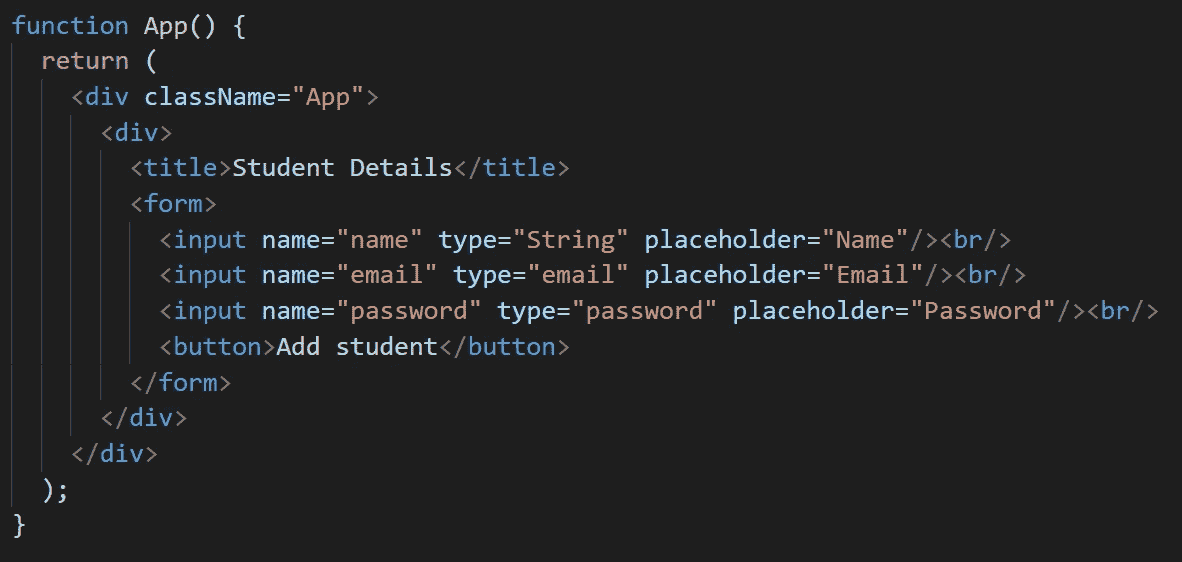 function App() {
  return (
    <div className="App">
      <div>
        <title>Student Details</title>
        <form>
          <input name="name" type="String" placeholder="Name"/><br/>
          <input name="email" type="email" placeholder="Email"/><br/>
          <input name="password" type="password" placeholder="Password"/><br/>
          <button>Add student</button>
        </form>
      </div>
    </div>
  );
}